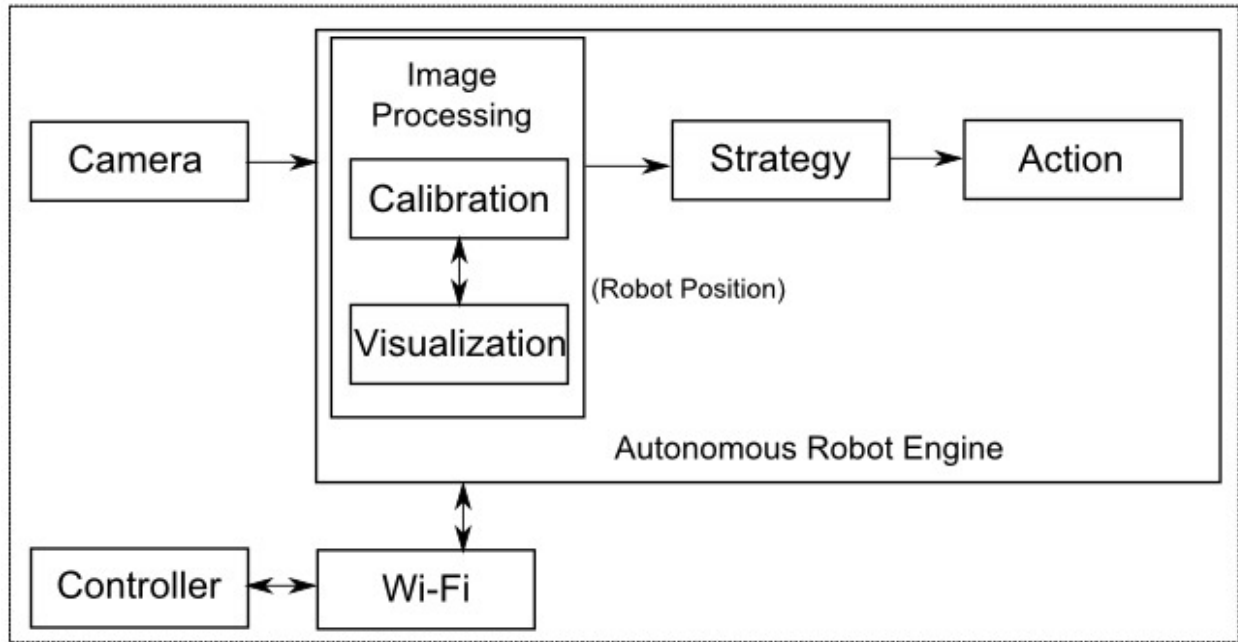 Image
Processing
Camera
Calibration
Visualization
Strategy
Action
(Robot Position)
Autonomous Robot Engine
Controller
Wi-Fi